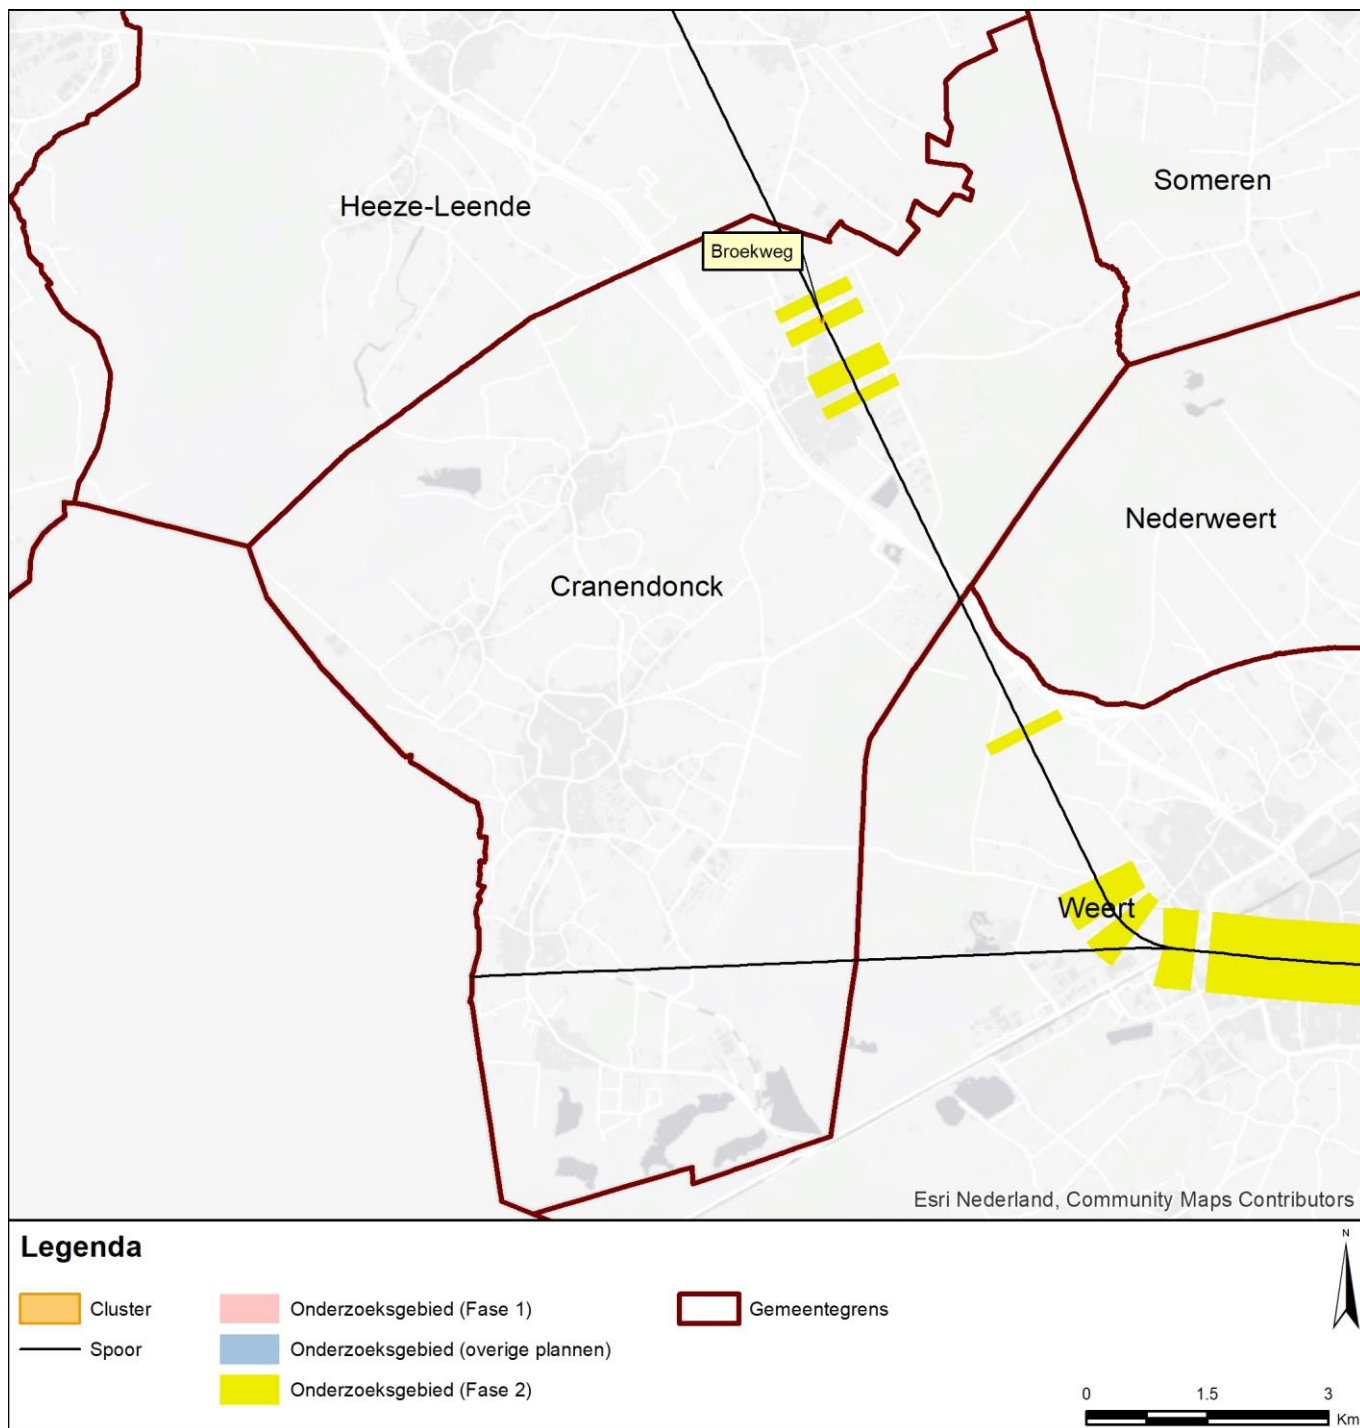 Someren
Heeze-Leende
Broekweg
Nederweert
Cranendonck
Weert
Esri Nederland, Community Maps Contributors
Legenda
N
Cluster
Onderzoeksgebied (Fase 1)
Gemeentegrens
Spoor
Onderzoeksgebied (overige plannen)
Onderzoeksgebied (Fase 2)
0 1.5 3
Km